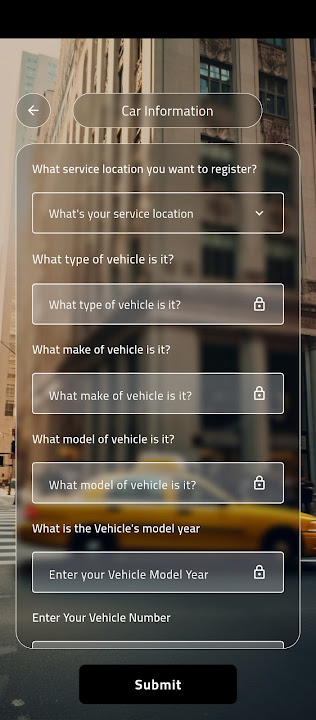 Car Information
What service location you want to register?
What's your service location
What type of vehicle is it?
What type of vehicle is it?
What make of vehicle is it?
What make of vehicle is it?
What model of vehicle is it?
What model of vehicle is it?
What is the Vehicle's model year
Enter your Vehicle Model Year
Enter Your Vehicle Number
Submit